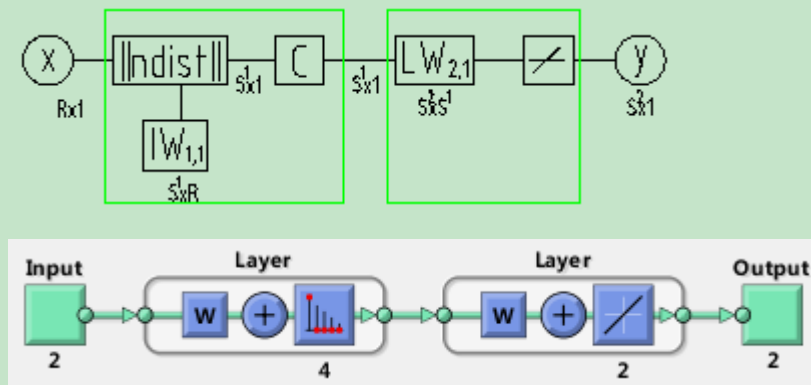 X ||ndist|| C LW2,1 y
Rx1 S¹x1 S¹x1 S²xS¹ S²x1
IW1,1
S¹xR
Input Layer Layer Output
W + W +
2 4 2 2